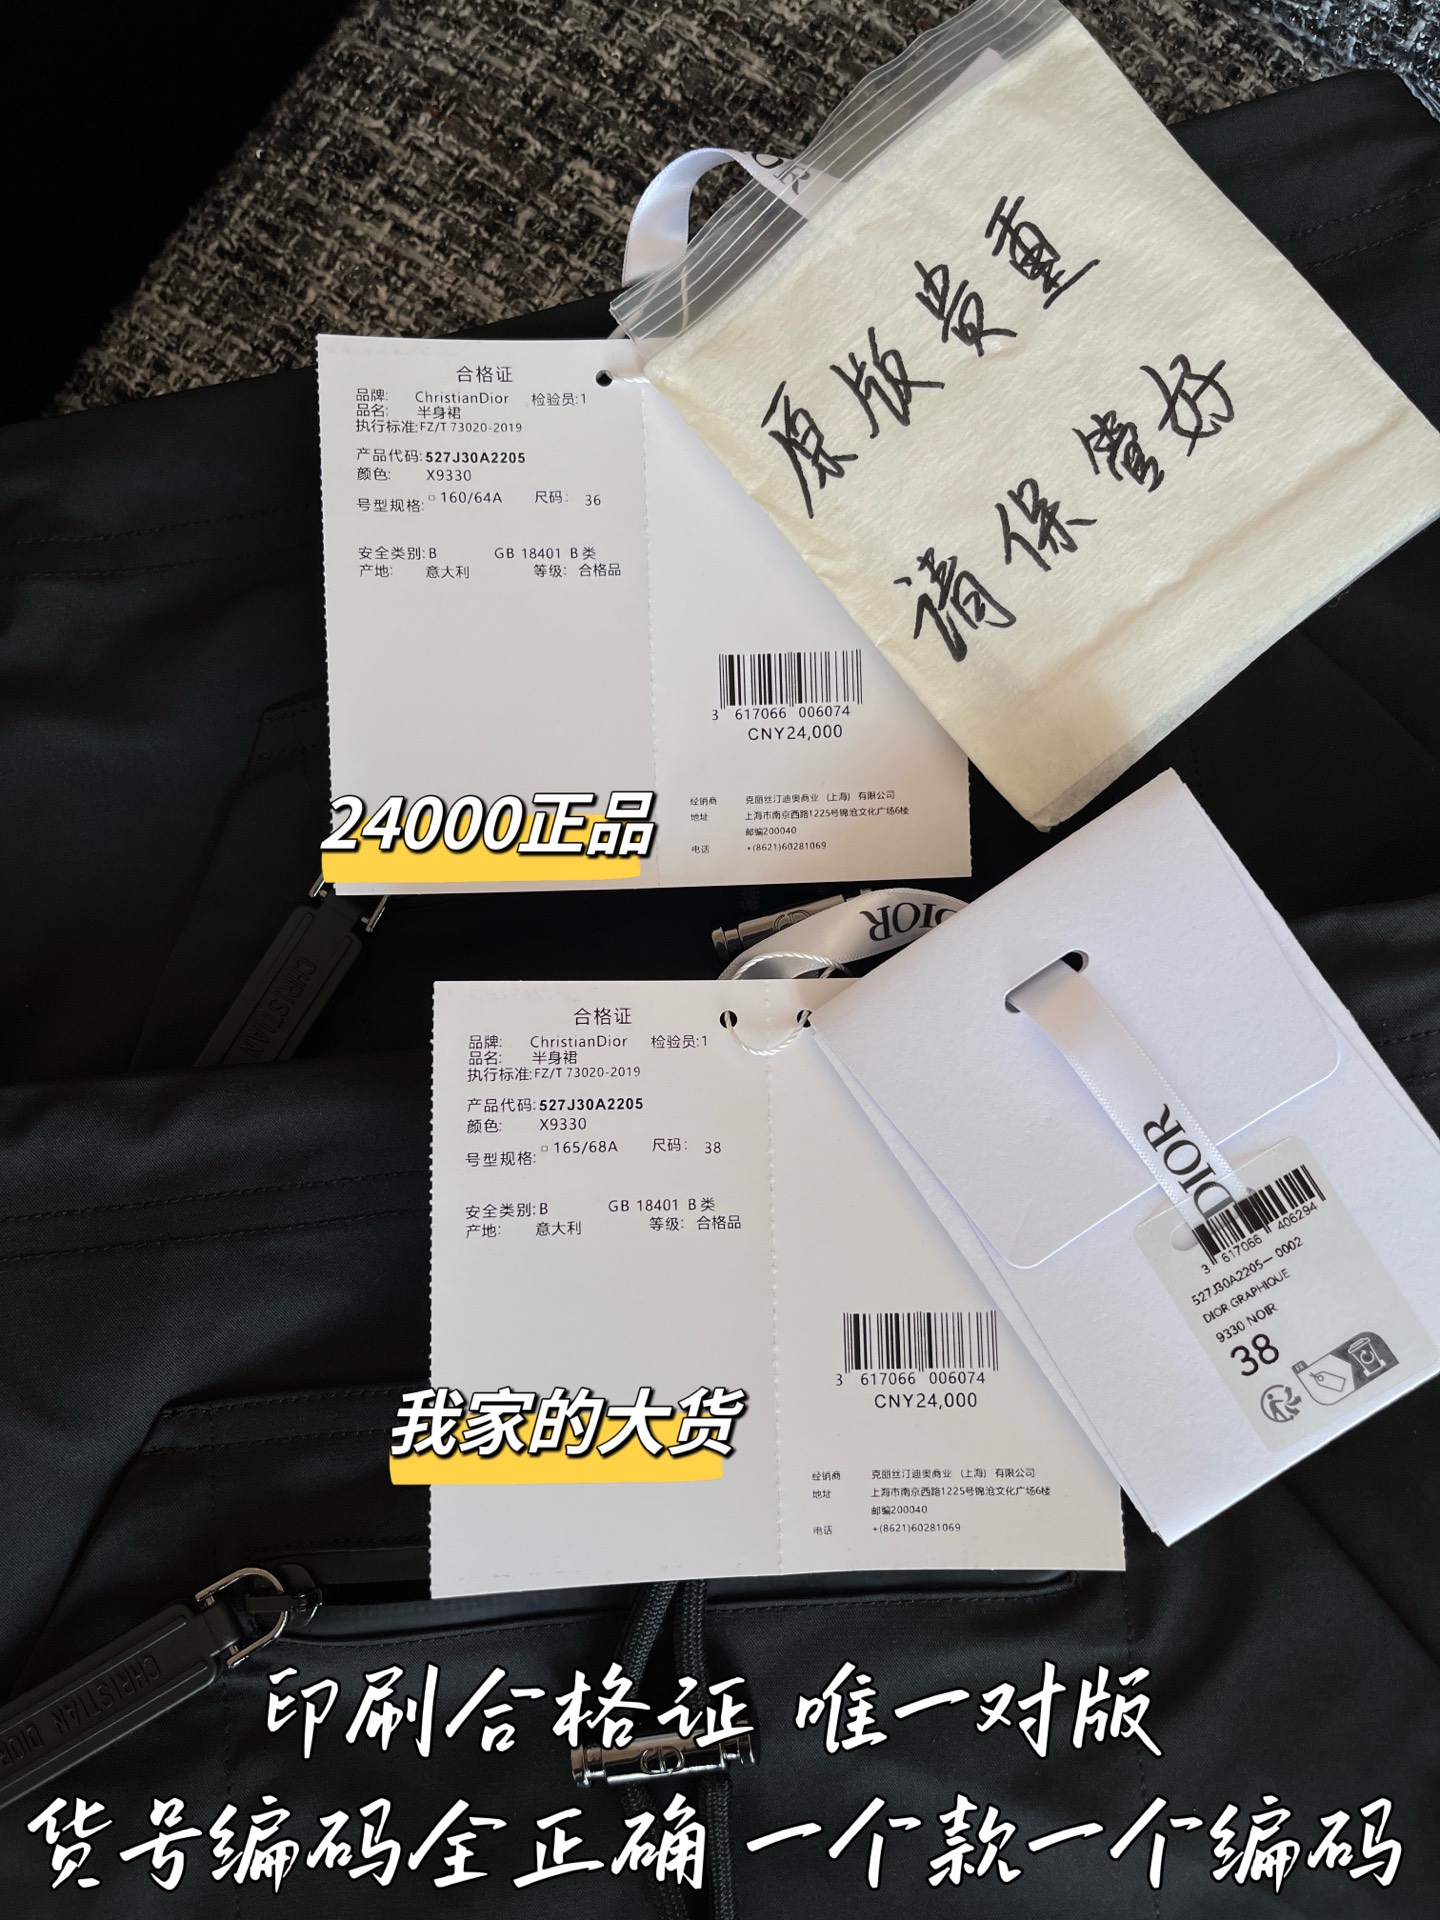 DIOR
原版贵重
请保管好
合格证
品牌: ChristianDior 检验员:1
品名: 半身裙
执行标准:FZ/T 73020-2019
产品代码:527J30A2205
颜色: X9330
号型规格:□160/64A 尺码: 36
安全类别:B GB 18401 B类
产地: 意大利 等级: 合格品
3 617066 006074
CNY24,000
经销商 克丽丝汀迪奥商业 (上海) 有限公司
地址 上海市南京西路1225号锦沧文化广场6楼
邮编200040
电话 +(8621)60281069
24000正品
CHRISTIAN
DIOR
合格证
品牌: ChristianDior 检验员:1
品名: 半身裙
执行标准:FZ/T 73020-2019
产品代码:527J30A2205
颜色: X9330
号型规格:□165/68A 尺码: 38
安全类别:B GB 18401 B类
产地: 意大利 等级: 合格品
3 617066 006074
CNY24,000
经销商 克丽丝汀迪奥商业 (上海) 有限公司
地址 上海市南京西路1225号锦沧文化广场6楼
邮编200040
电话 +(8621)60281069
DIOR
3 617066 406294
527J30A2205-0002
DIOR GRAPHIQUE
9330 NOIR
38
FR
我家的大货
CHRISTIAN DIOR
CD
印刷合格证 唯一对版
货号编码全正确 一个款一个编码